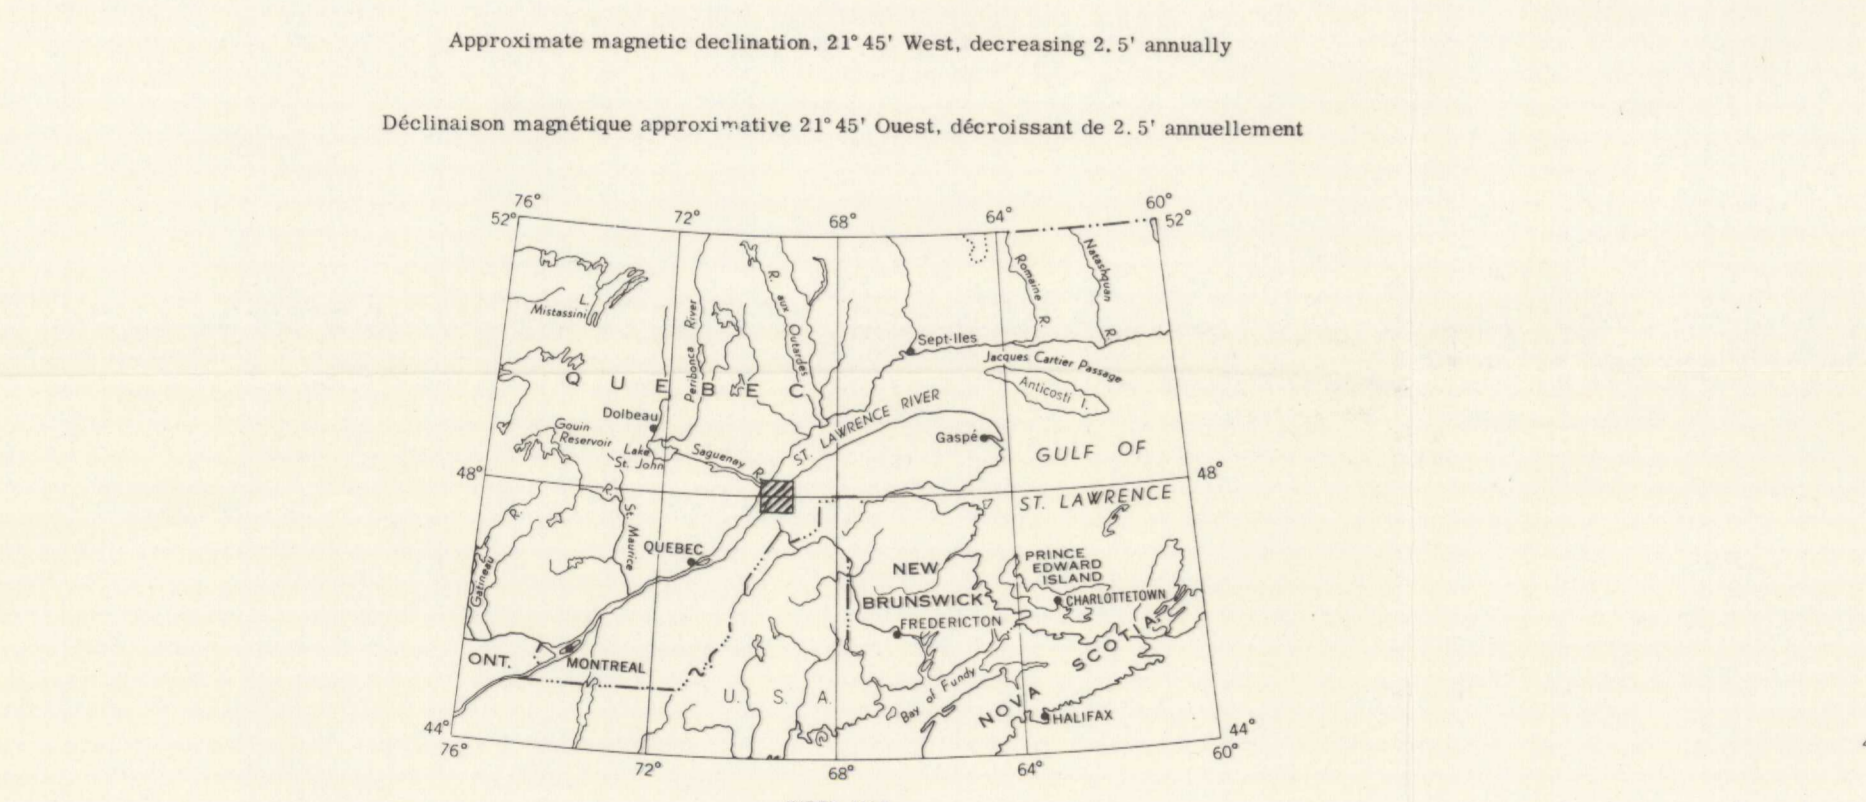 Approximate magnetic declination, 21° 45' West, decreasing 2. 5' annually
Déclinaison magnétique approximative 21° 45' Ouest, décroissant de 2. 5' annuellement
76°
72°
68°
64°
60°
52°
52°
L.
Mistassini
Peribonca River
R. aux Outardes
Romaine R.
Natashquan R.
Sept-Iles
Jacques Cartier Passage
Anticosti I.
QUEBEC
Dolbeau
Gouin
Reservoir
Lake
St. John
Saguenay R.
ST. LAWRENCE RIVER
Gaspé
GULF OF
ST. LAWRENCE
48°
48°
R.
R.
St. Maurice
Gatineau
QUEBEC
NEW
BRUNSWICK
FREDERICTON
PRINCE
EDWARD
ISLAND
CHARLOTTETOWN
ONT.
MONTREAL
U. S. A.
Bay of Fundy
NOVA SCOTIA
HALIFAX
44°
44°
76°
72°
68°
64°
60°